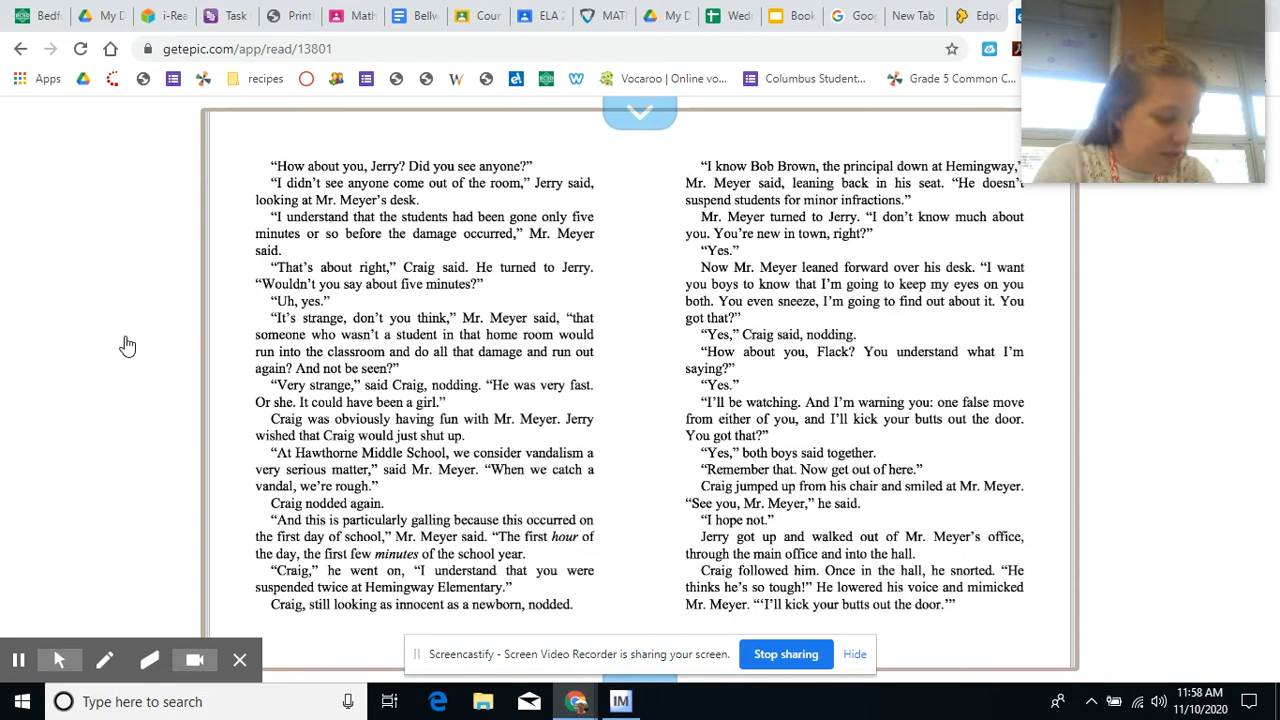 Bedf
My D
i-Rea
Task
Print
Math
Bellw
Cour
ELA 2
MATI
My D
Wedn
Book
Goog
New Tab
Edpu
getepic.com/app/read/13801
Apps
recipes
Vocaroo | Online vo...
Columbus Student...
Grade 5 Common C...
“How about you, Jerry? Did you see anyone?”
“I didn’t see anyone come out of the room,” Jerry said,
looking at Mr. Meyer’s desk.
“I understand that the students had been gone only five
minutes or so before the damage occurred,” Mr. Meyer
said.
“That’s about right,” Craig said. He turned to Jerry.
“Wouldn’t you say about five minutes?”
“Uh, yes.”
“It’s strange, don’t you think,” Mr. Meyer said, “that
someone who wasn’t a student in that home room would
run into the classroom and do all that damage and run out
again? And not be seen?”
“Very strange,” said Craig, nodding. “He was very fast.
Or she. It could have been a girl.”
Craig was obviously having fun with Mr. Meyer. Jerry
wished that Craig would just shut up.
“At Hawthorne Middle School, we consider vandalism a
very serious matter,” said Mr. Meyer. “When we catch a
vandal, we’re rough.”
Craig nodded again.
“And this is particularly galling because this occurred on
the first day of school,” Mr. Meyer said. “The first hour of
the day, the first few minutes of the school year.
“Craig,” he went on, “I understand that you were
suspended twice at Hemingway Elementary.”
Craig, still looking as innocent as a newborn, nodded.
“I know Bob Brown, the principal down at Hemingway,”
Mr. Meyer said, leaning back in his seat. “He doesn’t
suspend students for minor infractions.”
Mr. Meyer turned to Jerry. “I don’t know much about
you. You’re new in town, right?”
“Yes.”
Now Mr. Meyer leaned forward over his desk. “I want
you boys to know that I’m going to keep my eyes on you
both. You even sneeze, I’m going to find out about it. You
got that?”
“Yes,” Craig said, nodding.
“How about you, Flack? You understand what I’m
saying?”
“Yes.”
“I’ll be watching. And I’m warning you: one false move
from either of you, and I’ll kick your butts out the door.
You got that?”
“Yes,” both boys said together.
“Remember that. Now get out of here.”
Craig jumped up from his chair and smiled at Mr. Meyer.
“See you, Mr. Meyer,” he said.
“I hope not.”
Jerry got up and walked out of Mr. Meyer’s office,
through the main office and into the hall.
Craig followed him. Once in the hall, he snorted. “He
thinks he’s so tough!” He lowered his voice and mimicked
Mr. Meyer. “‘I’ll kick your butts out the door.’”
Screencastify - Screen Video Recorder is sharing your screen.
Stop sharing
Hide
Type here to search
IM
11:58 AM
11/10/2020